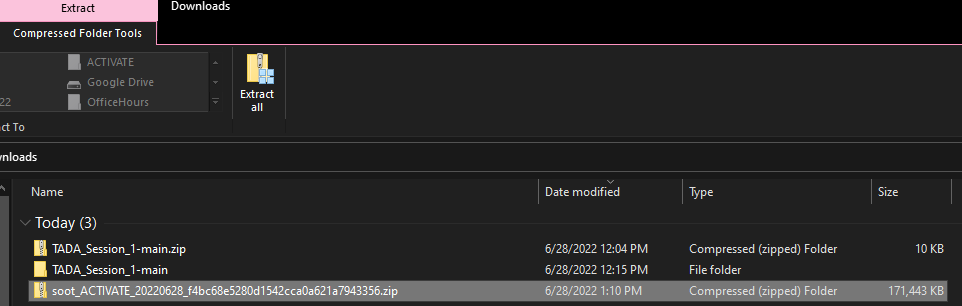 Extract
Downloads
Compressed Folder Tools
ACTIVATE
Google Drive
22
OfficeHours
Extract
all
ct To
wnloads
Name Date modified Type Size
Today (3)
TADA_Session_1-main.zip 6/28/2022 12:04 PM Compressed (zipped) Folder 10 KB
TADA_Session_1-main 6/28/2022 12:15 PM File folder
soot_ACTIVATE_20220628_f4bc68e5280d1542cca0a621a7943356.zip 6/28/2022 1:10 PM Compressed (zipped) Folder 171,443 KB